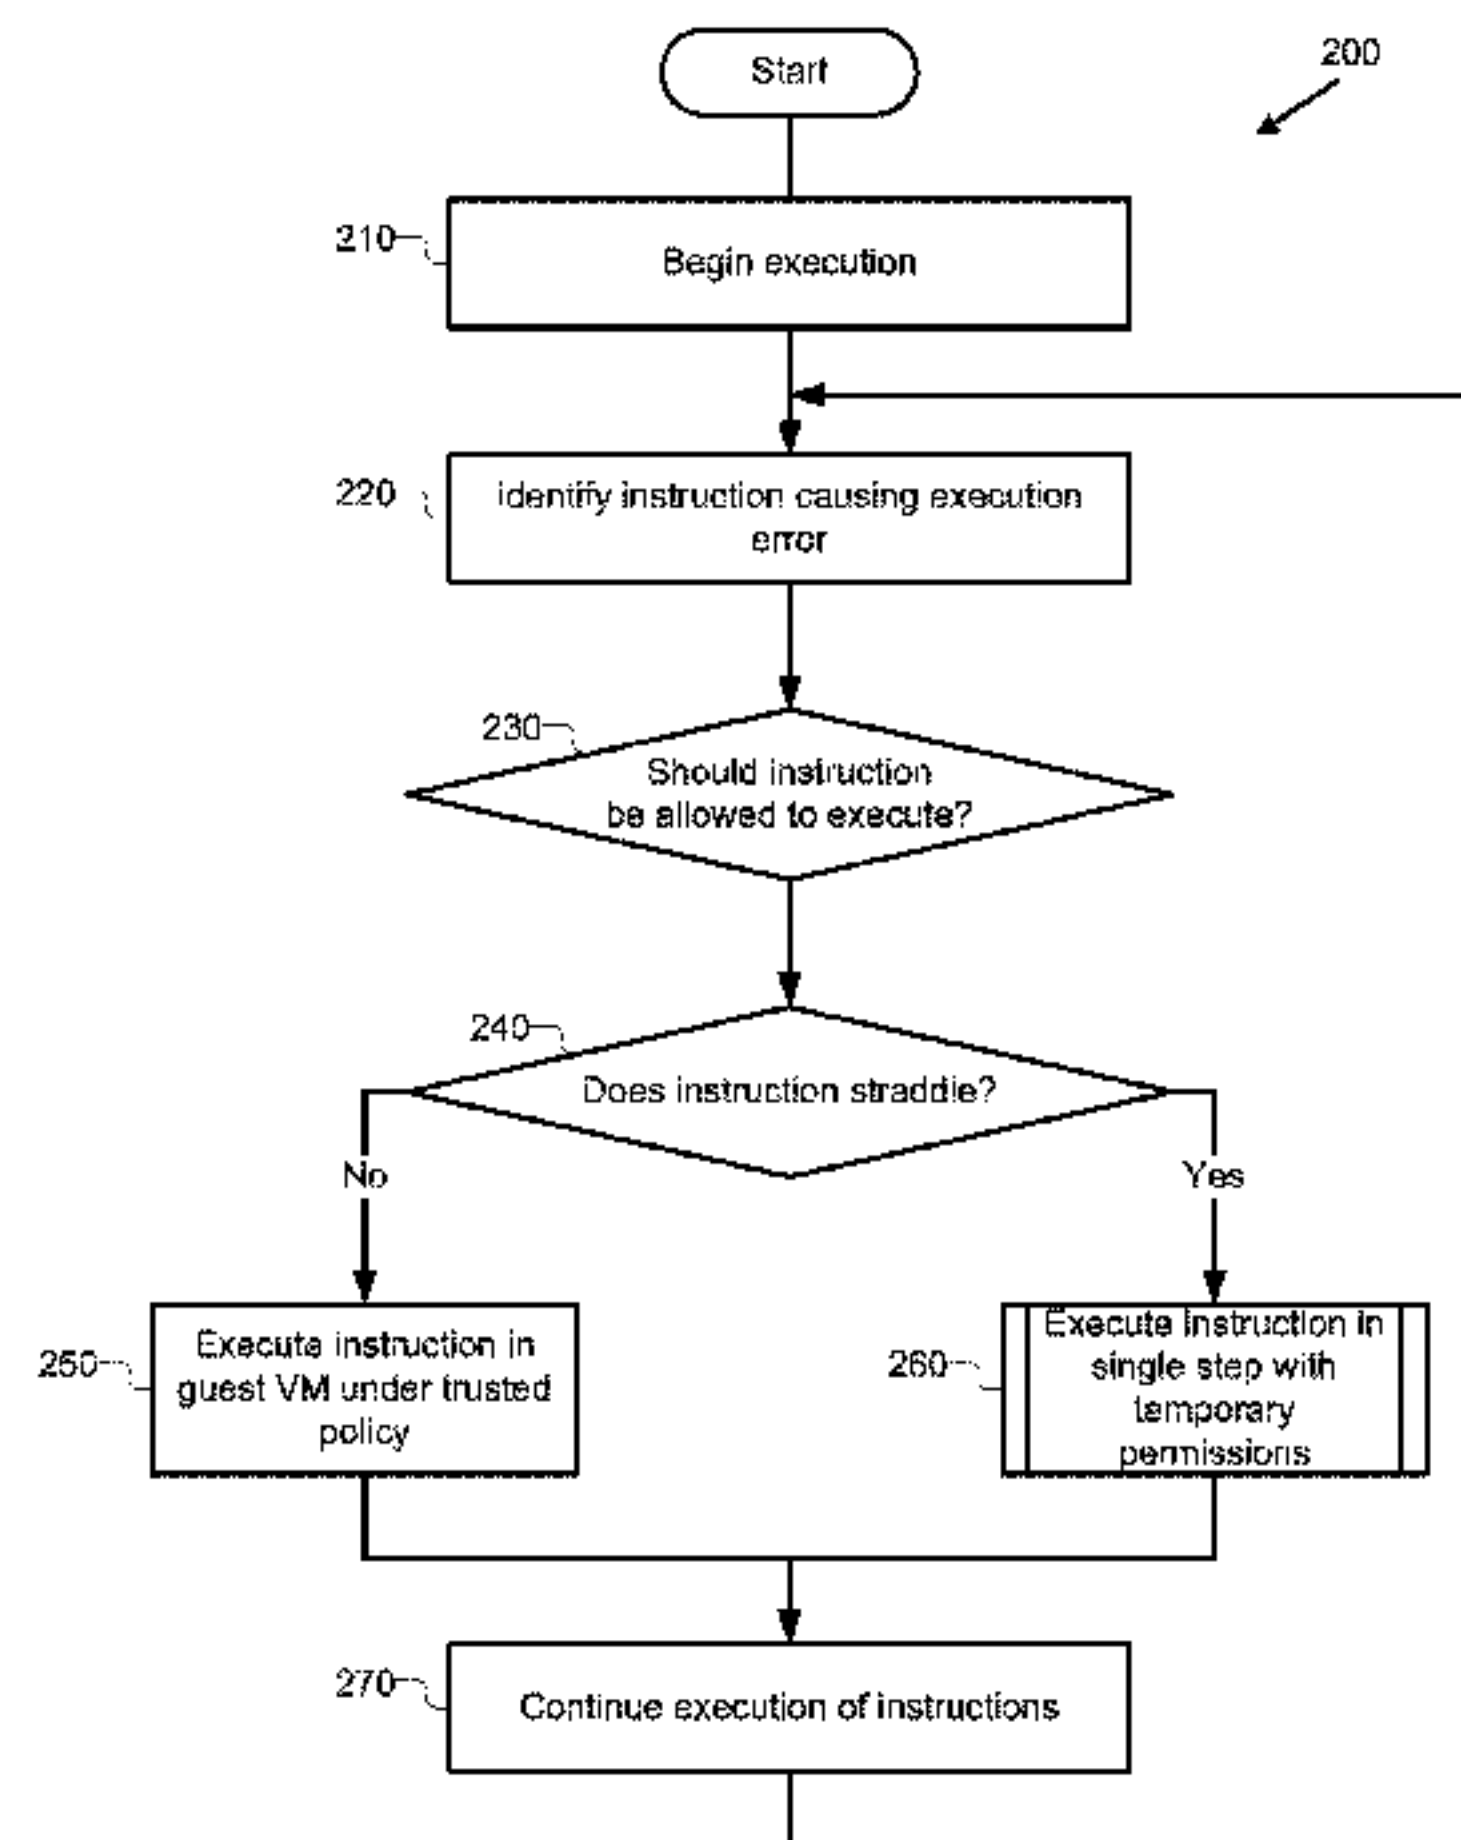 Start
200
210
Begin execution
220
identify instruction causing execution
error
230
Should instruction
be allowed to execute?
240
Does instruction straddle?
No
Yes
250
Execute instruction in
guest VM under trusted
policy
260
Execute instruction in
single step with
temporary
permissions
270
Continue execution of instructions